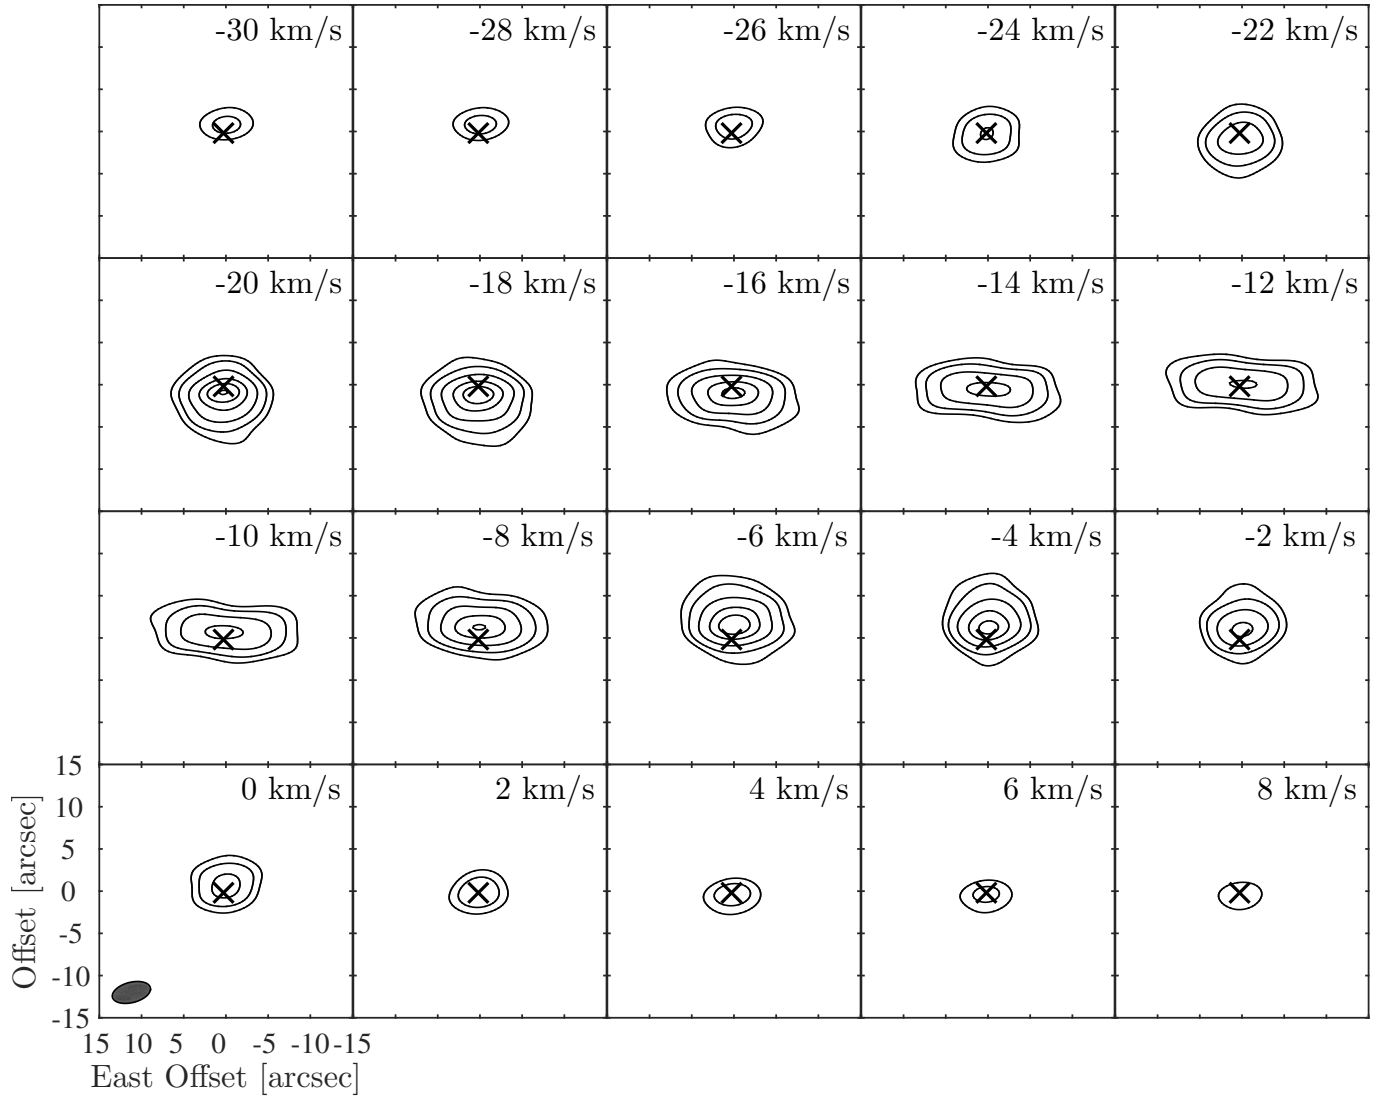 -30 km/s -28 km/s -26 km/s -24 km/s -22 km/s
-20 km/s -18 km/s -16 km/s -14 km/s -12 km/s
-10 km/s -8 km/s -6 km/s -4 km/s -2 km/s
0 km/s 2 km/s 4 km/s 6 km/s 8 km/s
15
10
5
0
-5
-10
-15
Offset [arcsec]
15 10 5 0 -5 -10 -15
East Offset [arcsec]